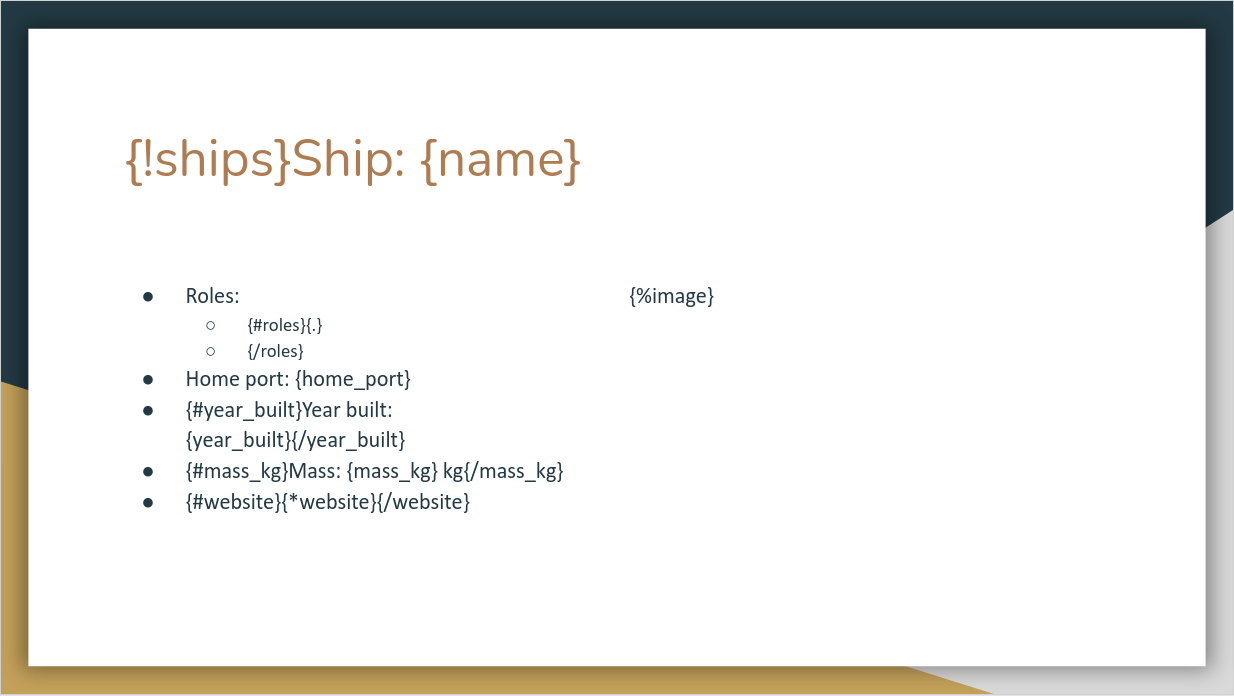 {!ships}Ship: {name}
● Roles:
○ {#roles}{.}
○ {/roles}
● Home port: {home_port}
● {#year_built}Year built:
{year_built}{/year_built}
● {#mass_kg}Mass: {mass_kg} kg{/mass_kg}
● {#website}{*website}{/website}
{%image}